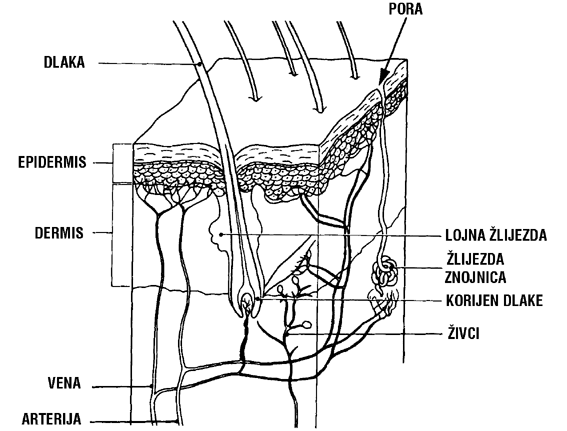 PORA
DLAKA
EPIDERMIS
DERMIS
LOJNA ŽLIJEZDA
ŽLIJEZDA
ZNOJNICA
KORIJEN DLAKE
ŽIVCI
VENA
ARTERIJA